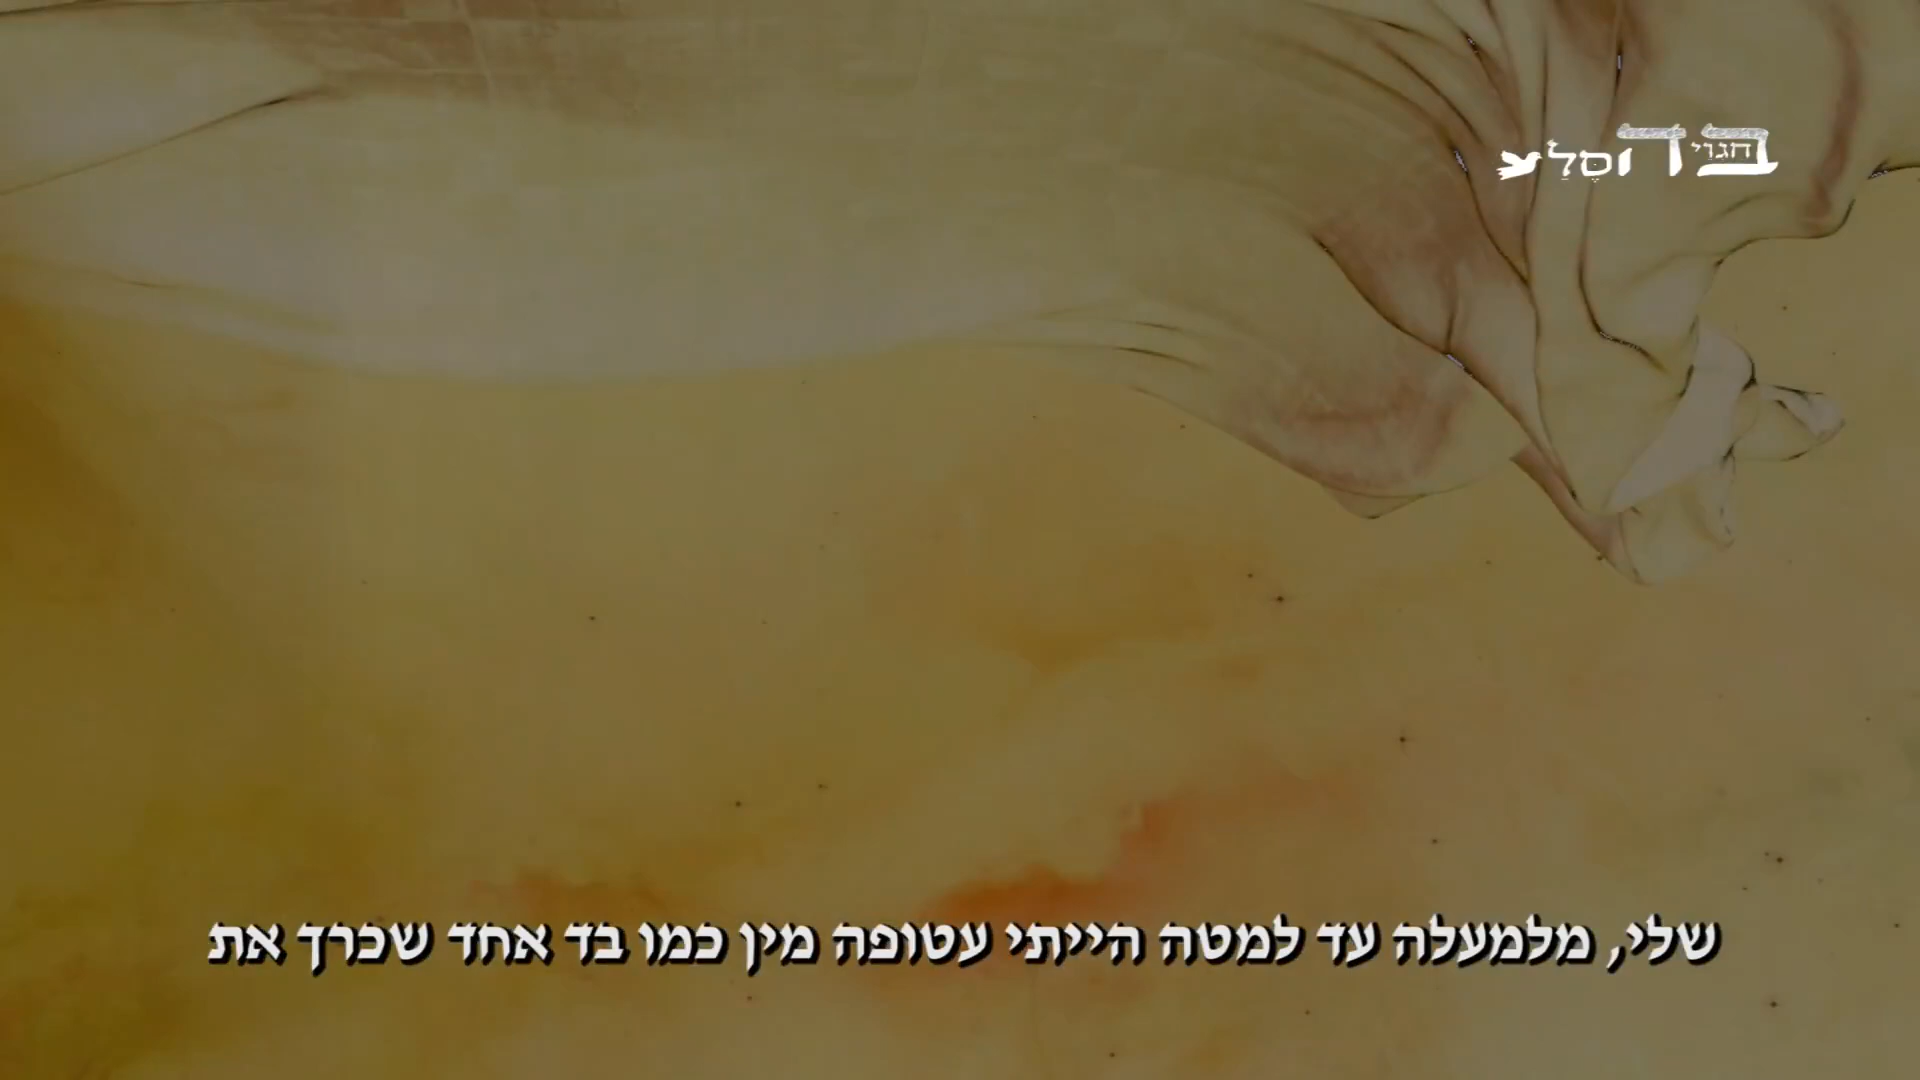 בחגוי הסלע
שלי, מלמעלה עד למטה הייתי עטופה מין כמו בד אחד שכרך את